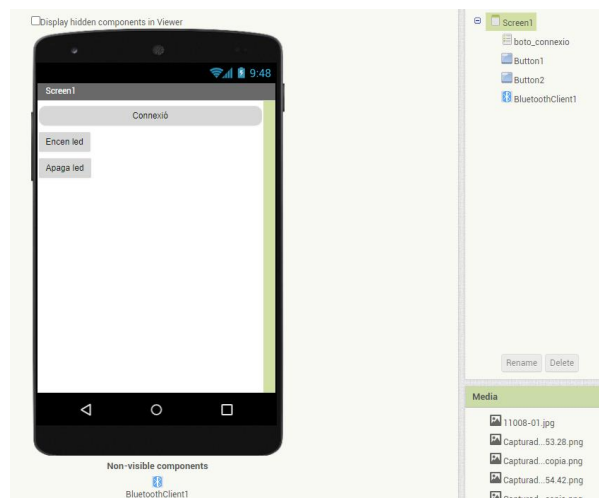 Display hidden components in Viewer
9:48
Screen1
Connexió
Encen led
Apaga led
Non-visible components
BluetoothClient1
Screen1
boto_connexio
Button1
Button2
BluetoothClient1
Rename Delete
Media
11008-01.jpg
Capturad...53.28.png
Capturad...copia.png
Capturad...54.42.png